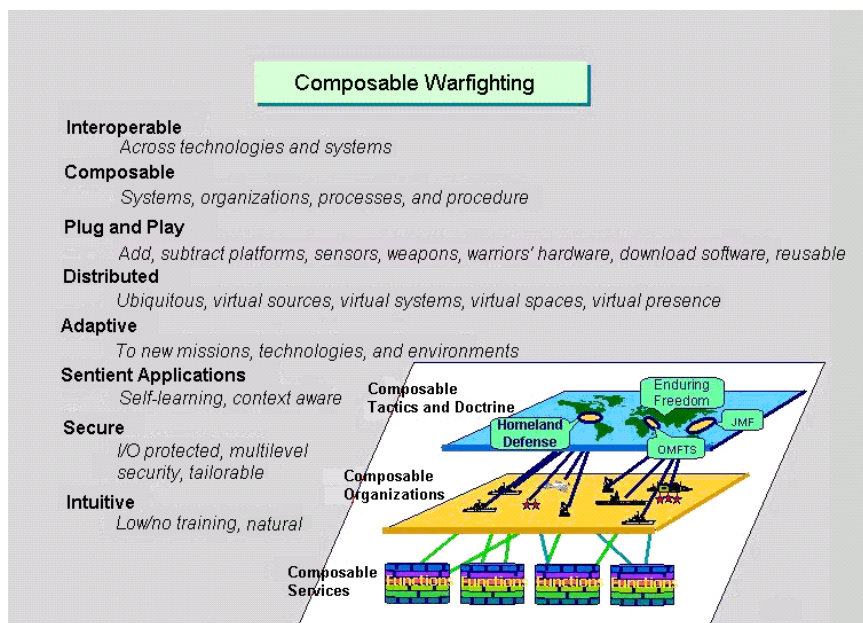 Composable Warfighting
Interoperable
Across technologies and systems
Composable
Systems, organizations, processes, and procedure
Plug and Play
Add, subtract platforms, sensors, weapons, warriors' hardware, download software, reusable
Distributed
Ubiquitous, virtual sources, virtual systems, virtual spaces, virtual presence
Adaptive
To new missions, technologies, and environments
Sentient Applications
Self-learning, context aware
Secure
I/O protected, multilevel
security, tailorable
Intuitive
Low/no training, natural
Composable
Tactics and Doctrine
Homeland
Defense
Enduring
Freedom
JMF
OMFTS
Composable
Organizations
Composable
Services
Functions
Functions
Functions
Functions